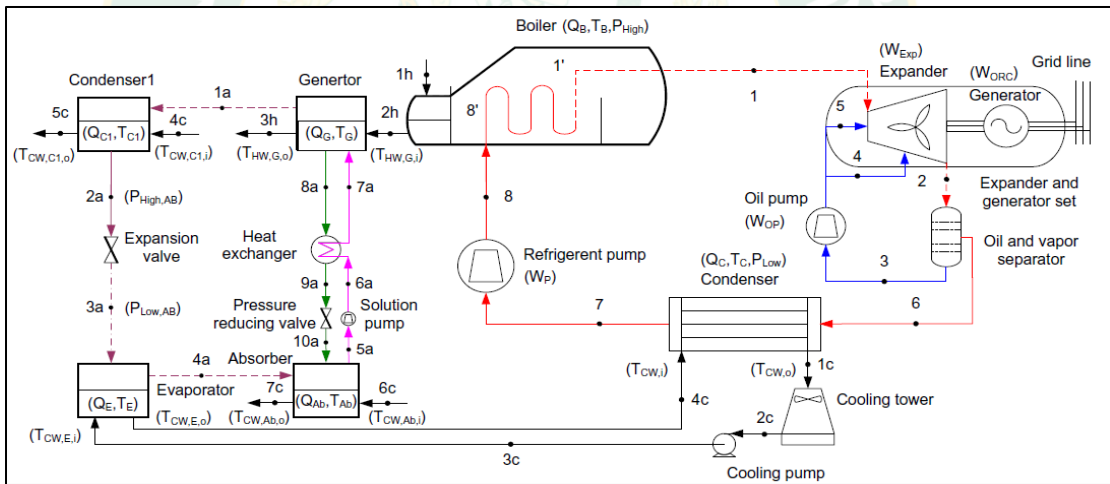 Boiler (Q_B,T_B,P_High)
(W_Exp)
Expander
(W_ORC)
Generator
Grid line
Condenser1
Genertor
1h
1'
1
1a
8'
2h
5
5c
4c
3h
(Q_C1,T_C1)
(Q_G,T_G)
(T_CW,C1,o)
(T_CW,C1,i)
(T_HW,G,o)
(T_HW,G,i)
4
2
8a
7a
8
Oil pump
(W_OP)
Expander and
generator set
2a
(P_High,AB)
Expansion
valve
Heat
exchanger
Refrigerent pump
(W_P)
(Q_C,T_C,P_Low)
Condenser
3
Oil and vapor
separator
9a
6a
3a
(P_Low,AB)
Pressure
reducing valve
Solution
pump
7
6
10a
5a
4a
Absorber
Evaporator
(T_CW,i)
(T_CW,o)
1c
(Q_E,T_E)
(T_CW,E,o)
7c
(T_CW,Ab,o)
(Q_Ab,T_Ab)
6c
(T_CW,Ab,i)
4c
2c
Cooling tower
(T_CW,E,i)
3c
Cooling pump